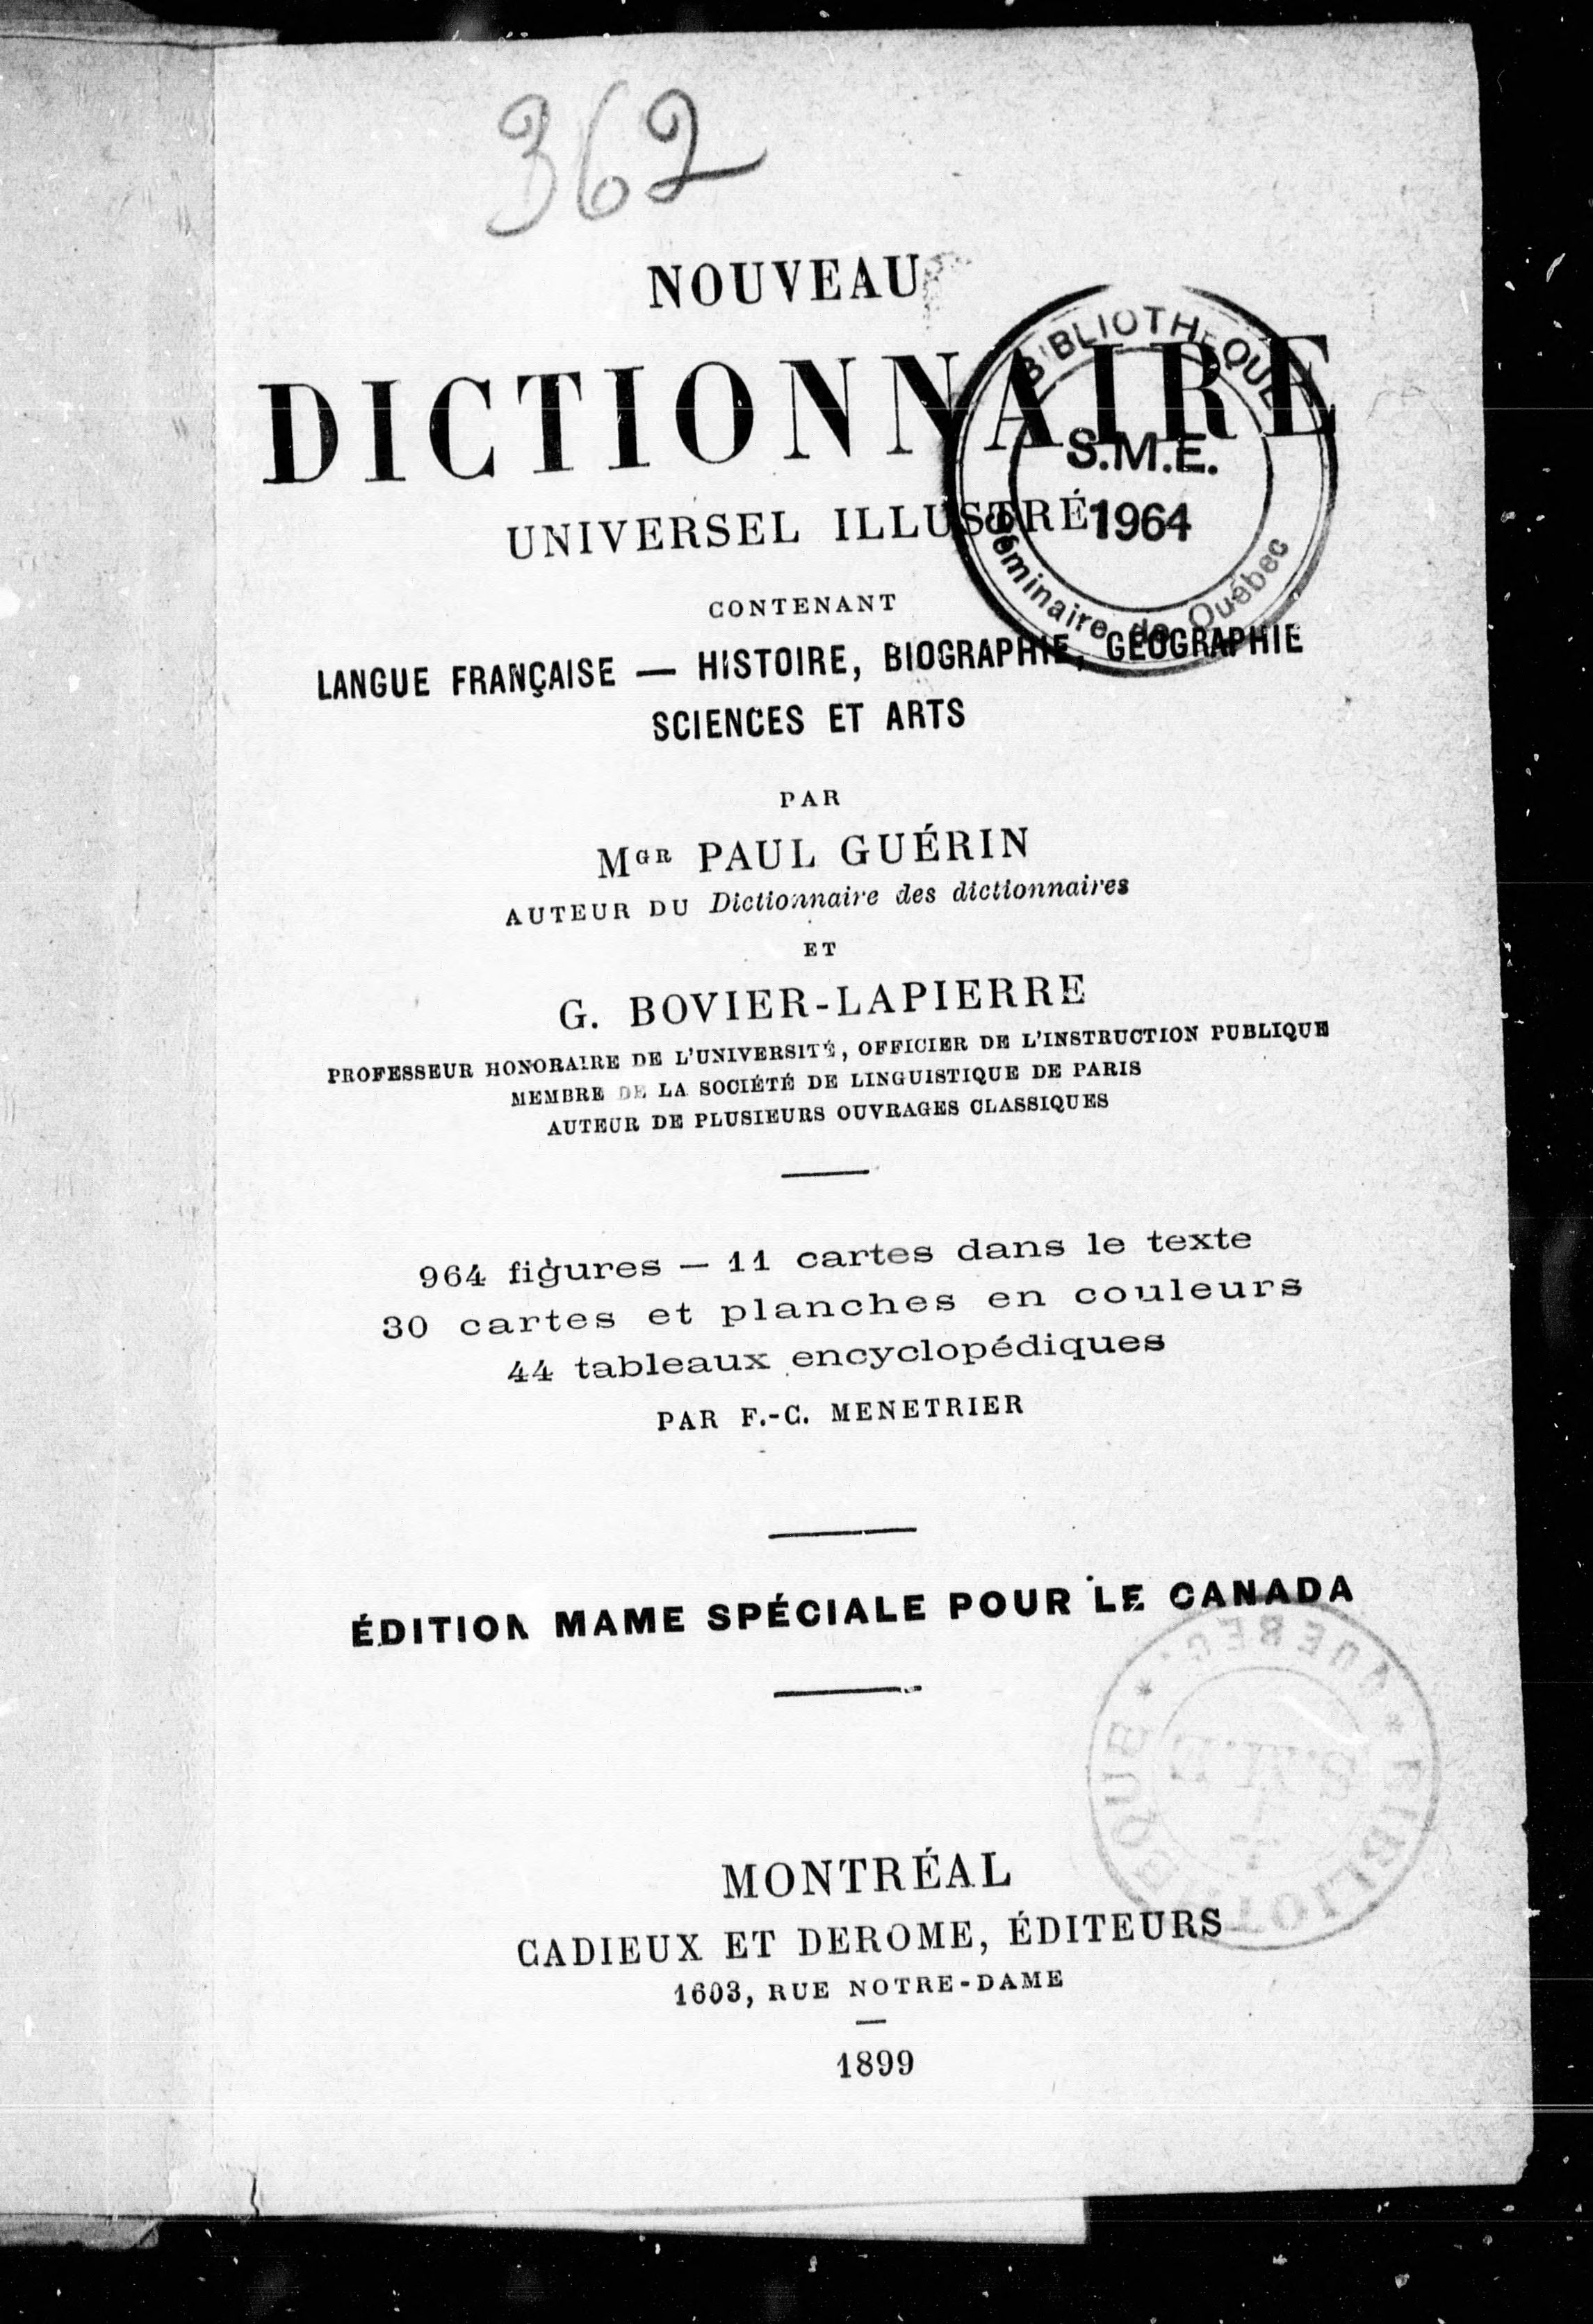 362
NOUVEAU
DICTIONNAIRE
UNIVERSEL ILLUSTRÉ
BIBLIOTHÈQUE
S.M.E.
1964
Séminaire de Québec
CONTENANT
LANGUE FRANÇAISE — HISTOIRE, BIOGRAPHIE, GÉOGRAPHIE
SCIENCES ET ARTS
PAR
MGR PAUL GUÉRIN
AUTEUR DU Dictionnaire des dictionnaires
ET
G. BOVIER-LAPIERRE
PROFESSEUR HONORAIRE DE L'UNIVERSITÉ, OFFICIER DE L'INSTRUCTION PUBLIQUE
MEMBRE DE LA SOCIÉTÉ DE LINGUISTIQUE DE PARIS
AUTEUR DE PLUSIEURS OUVRAGES CLASSIQUES
964 figures — 11 cartes dans le texte
30 cartes et planches en couleurs
44 tableaux encyclopédiques
PAR F.-C. MENETRIER
ÉDITION MAME SPÉCIALE POUR LE CANADA
MONTRÉAL
CADIEUX ET DEROME, ÉDITEURS
1603, RUE NOTRE-DAME
1899